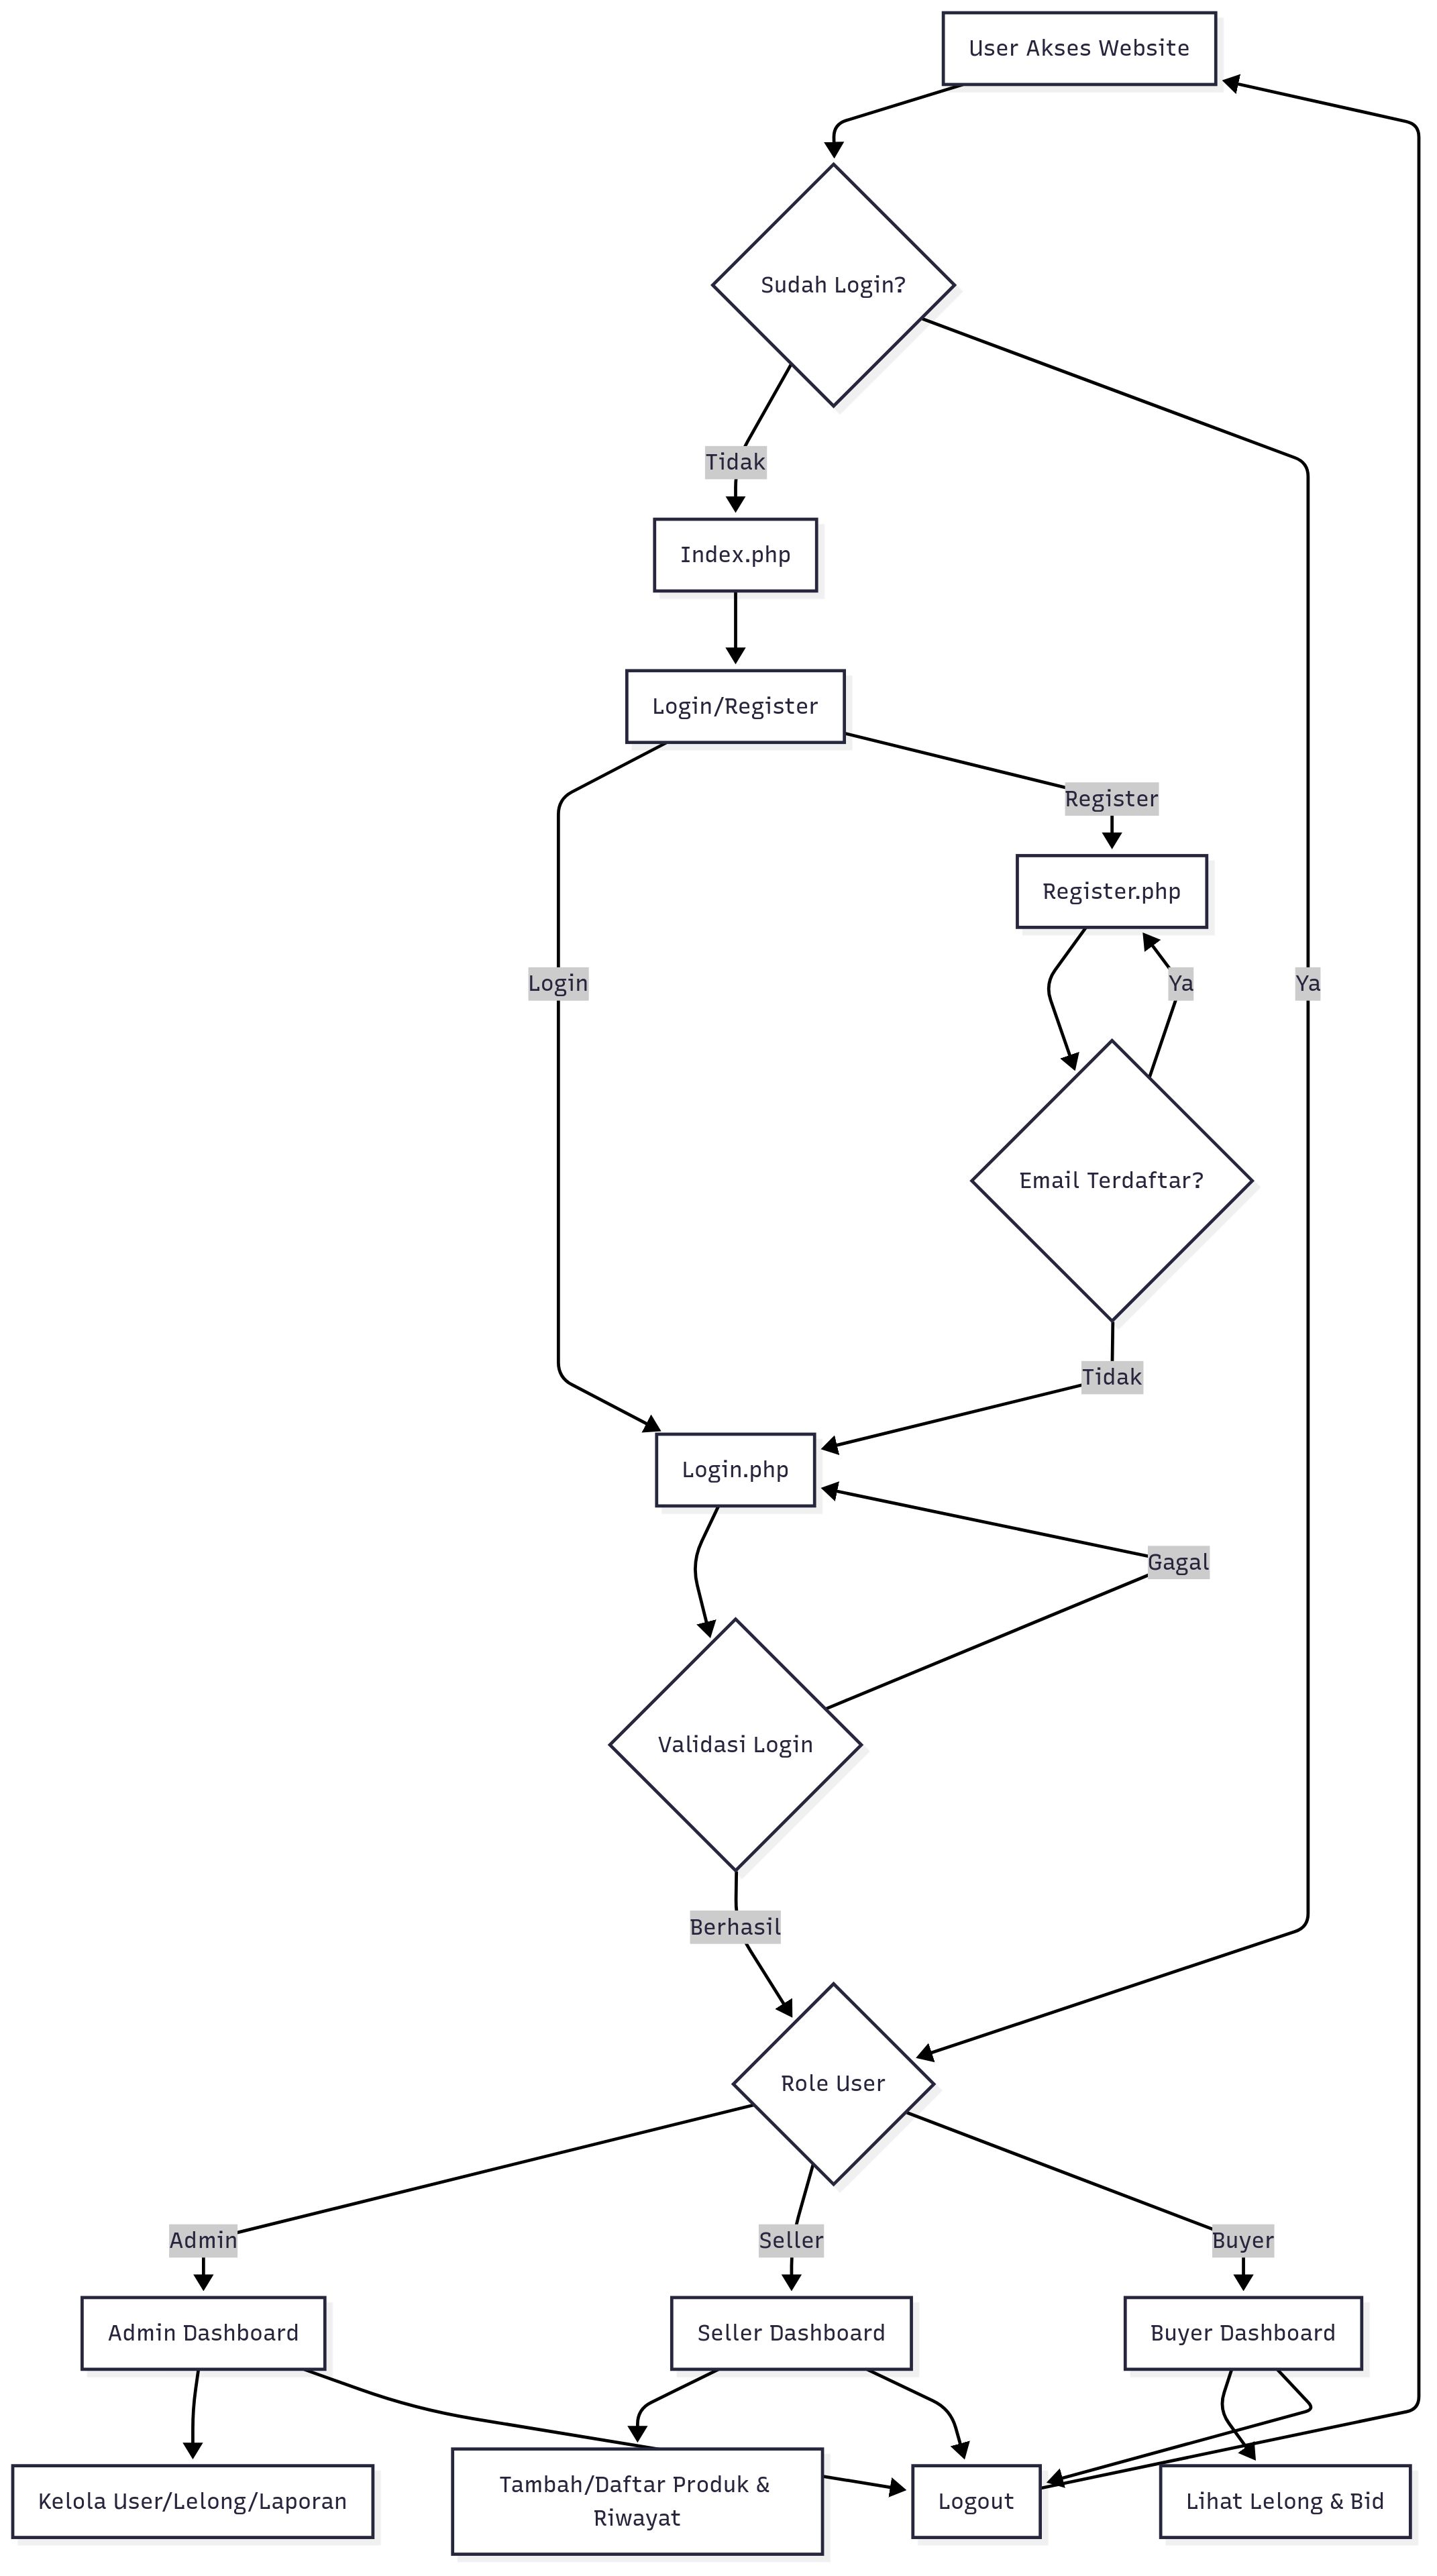 User Akses Website
Sudah Login?
Tidak
Index.php
Login/Register
Register
Register.php
Login
Ya
Ya
Email Terdaftar?
Tidak
Login.php
Gagal
Validasi Login
Berhasil
Role User
Admin
Seller
Buyer
Admin Dashboard
Seller Dashboard
Buyer Dashboard
Kelola User/Lelong/Laporan
Tambah/Daftar Produk &
Riwayat
Logout
Lihat Lelong & Bid